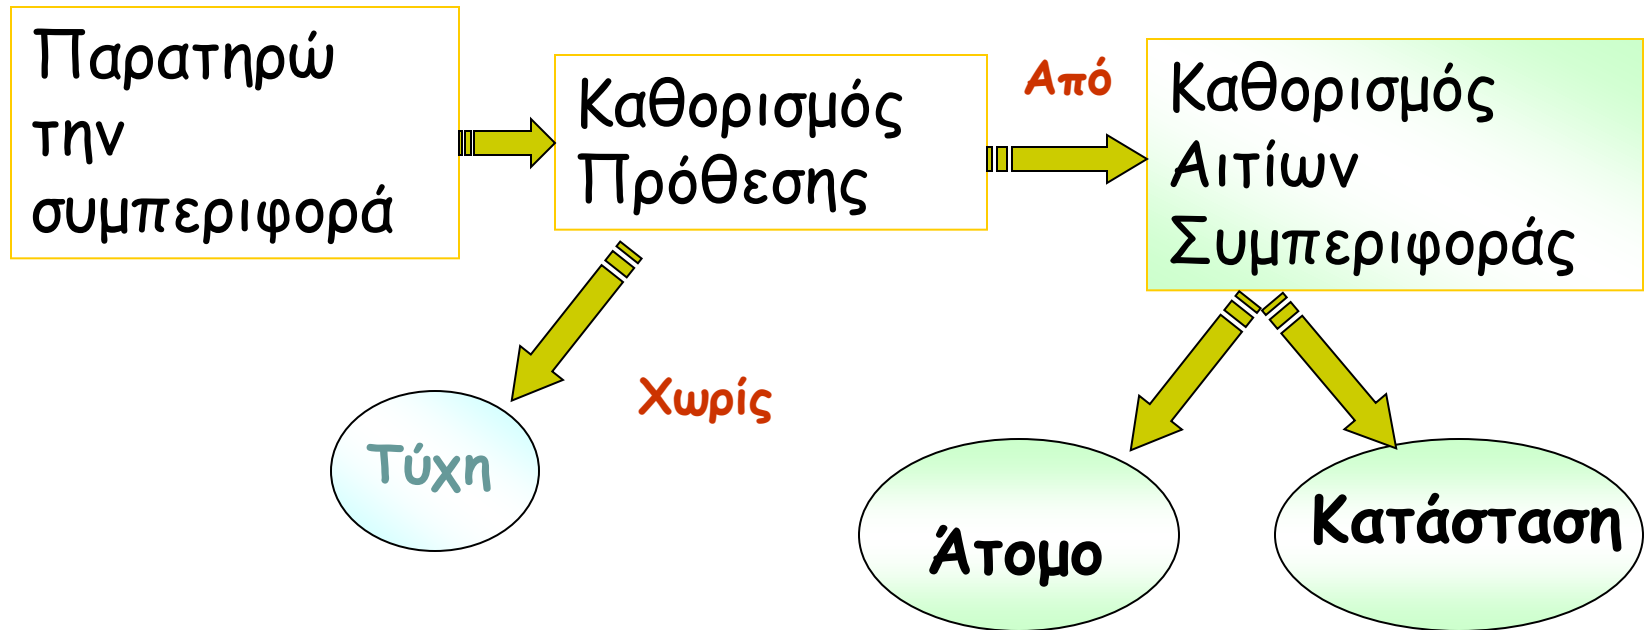 Παρατηρώ
την
συμπεριφορά
Καθορισμός
Πρόθεσης
Από
Καθορισμός
Αιτίων
Συμπεριφοράς
Χωρίς
Τύχη
Άτομο
Κατάσταση